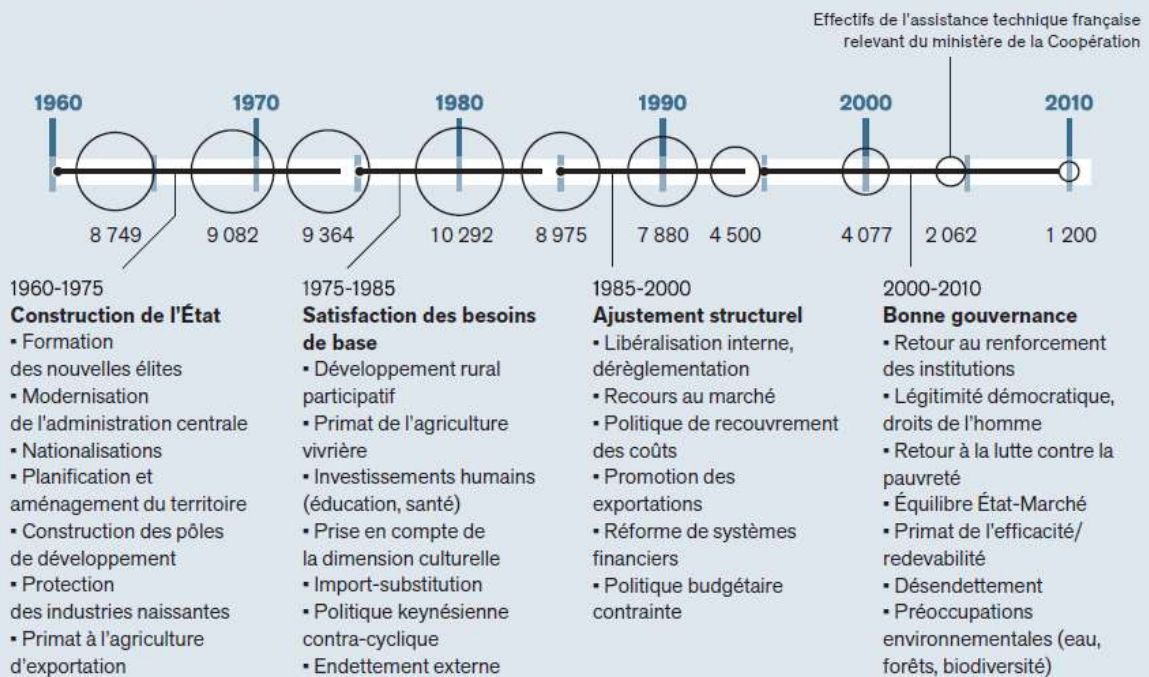 Effectifs de l'assistance technique française
relevant du ministère de la Coopération
1960 1970 1980 1990 2000 2010
8 749 9 082 9 364 10 292 8 975 7 880 4 500 4 077 2 062 1 200
1960-1975
Construction de l'État
▪ Formation
des nouvelles élites
▪ Modernisation
de l'administration centrale
▪ Nationalisations
▪ Planification et
aménagement du territoire
▪ Construction des pôles
de développement
▪ Protection
des industries naissantes
▪ Primat à l'agriculture
d'exportation
1975-1985
Satisfaction des besoins
de base
▪ Développement rural
participatif
▪ Primat de l'agriculture
vivrière
▪ Investissements humains
(éducation, santé)
▪ Prise en compte de
la dimension culturelle
▪ Import-substitution
▪ Politique keynésienne
contra-cyclique
▪ Endettement externe
1985-2000
Ajustement structurel
▪ Libéralisation interne,
dérèglementation
▪ Recours au marché
▪ Politique de recouvrement
des coûts
▪ Promotion des
exportations
▪ Réforme de systèmes
financiers
▪ Politique budgétaire
contrainte
2000-2010
Bonne gouvernance
▪ Retour au renforcement
des institutions
▪ Légitimité démocratique,
droits de l'homme
▪ Retour à la lutte contre la
pauvreté
▪ Équilibre État-Marché
▪ Primat de l'efficacité/
redevabilité
▪ Désendettement
▪ Préoccupations
environnementales (eau,
forêts, biodiversité)